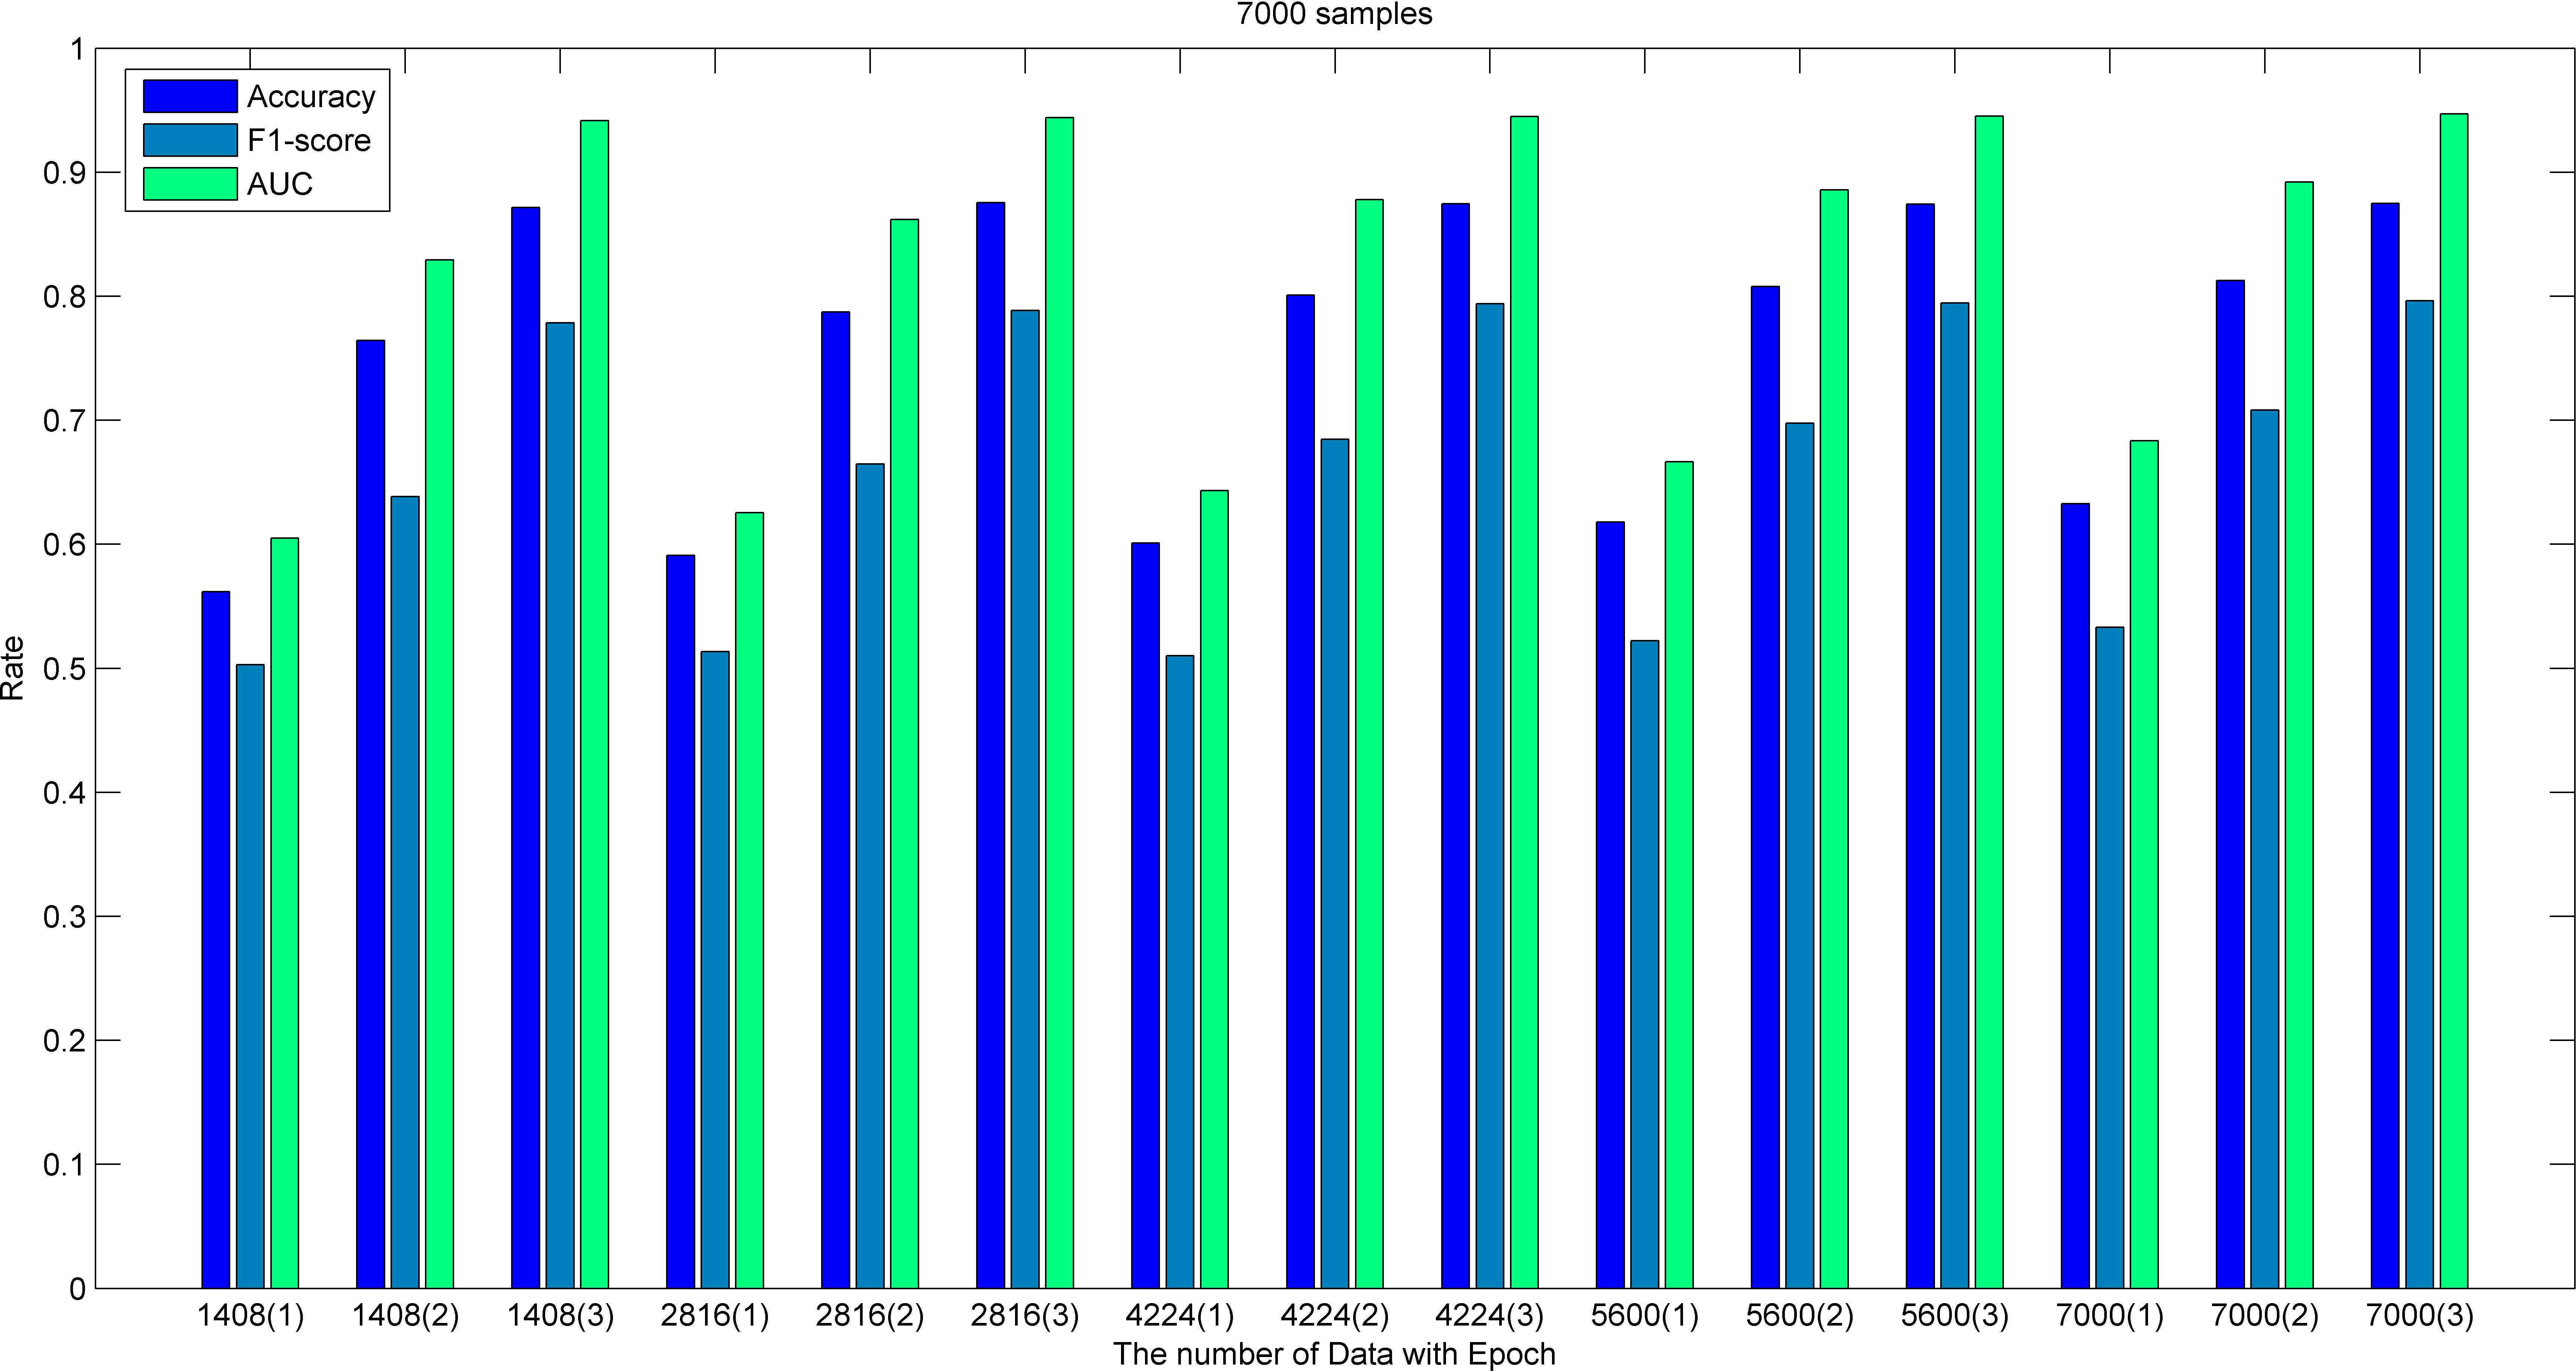 7000 samples
Accuracy
F1-score
AUC
1
0.9
0.8
0.7
0.6
0.5
0.4
0.3
0.2
0.1
0
Rate
1408(1) 1408(2) 1408(3) 2816(1) 2816(2) 2816(3) 4224(1) 4224(2) 4224(3) 5600(1) 5600(2) 5600(3) 7000(1) 7000(2) 7000(3)
The number of Data with Epoch